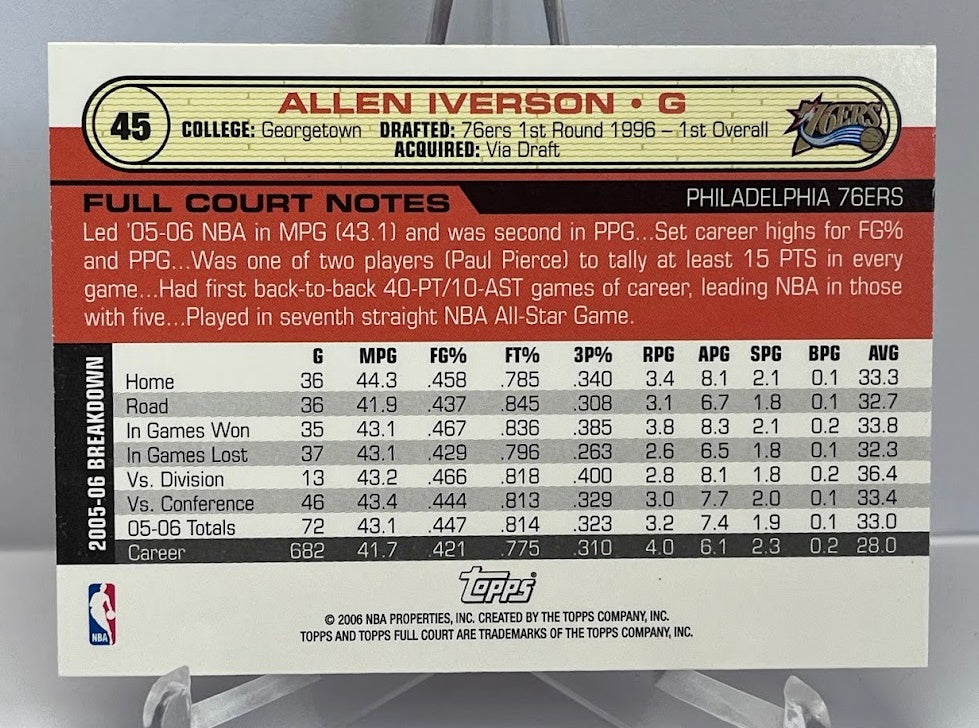 45
ALLEN IVERSON • G
COLLEGE: Georgetown DRAFTED: 76ers 1st Round 1996 – 1st Overall
ACQUIRED: Via Draft
76ERS
FULL COURT NOTES
PHILADELPHIA 76ERS
Led '05-06 NBA in MPG (43.1) and was second in PPG...Set career highs for FG%
and PPG...Was one of two players (Paul Pierce) to tally at least 15 PTS in every
game...Had first back-to-back 40-PT/10-AST games of career, leading NBA in those
with five...Played in seventh straight NBA All-Star Game.
2005-06 BREAKDOWN
G MPG FG% FT% 3P% RPG APG SPG BPG AVG
Home 36 44.3 .458 .785 .340 3.4 8.1 2.1 0.1 33.3
Road 36 41.9 .437 .845 .308 3.1 6.7 1.8 0.1 32.7
In Games Won 35 43.1 .467 .836 .385 3.8 8.3 2.1 0.2 33.8
In Games Lost 37 43.1 .429 .796 .263 2.6 6.5 1.8 0.1 32.3
Vs. Division 13 43.2 .466 .818 .400 2.8 8.1 1.8 0.2 36.4
Vs. Conference 46 43.4 .444 .813 .329 3.0 7.7 2.0 0.1 33.4
05-06 Totals 72 43.1 .447 .814 .323 3.2 7.4 1.9 0.1 33.0
Career 682 41.7 .421 .775 .310 4.0 6.1 2.3 0.2 28.0
NBA
topps®
© 2006 NBA PROPERTIES, INC. CREATED BY THE TOPPS COMPANY, INC.
TOPPS AND TOPPS FULL COURT ARE TRADEMARKS OF THE TOPPS COMPANY, INC.